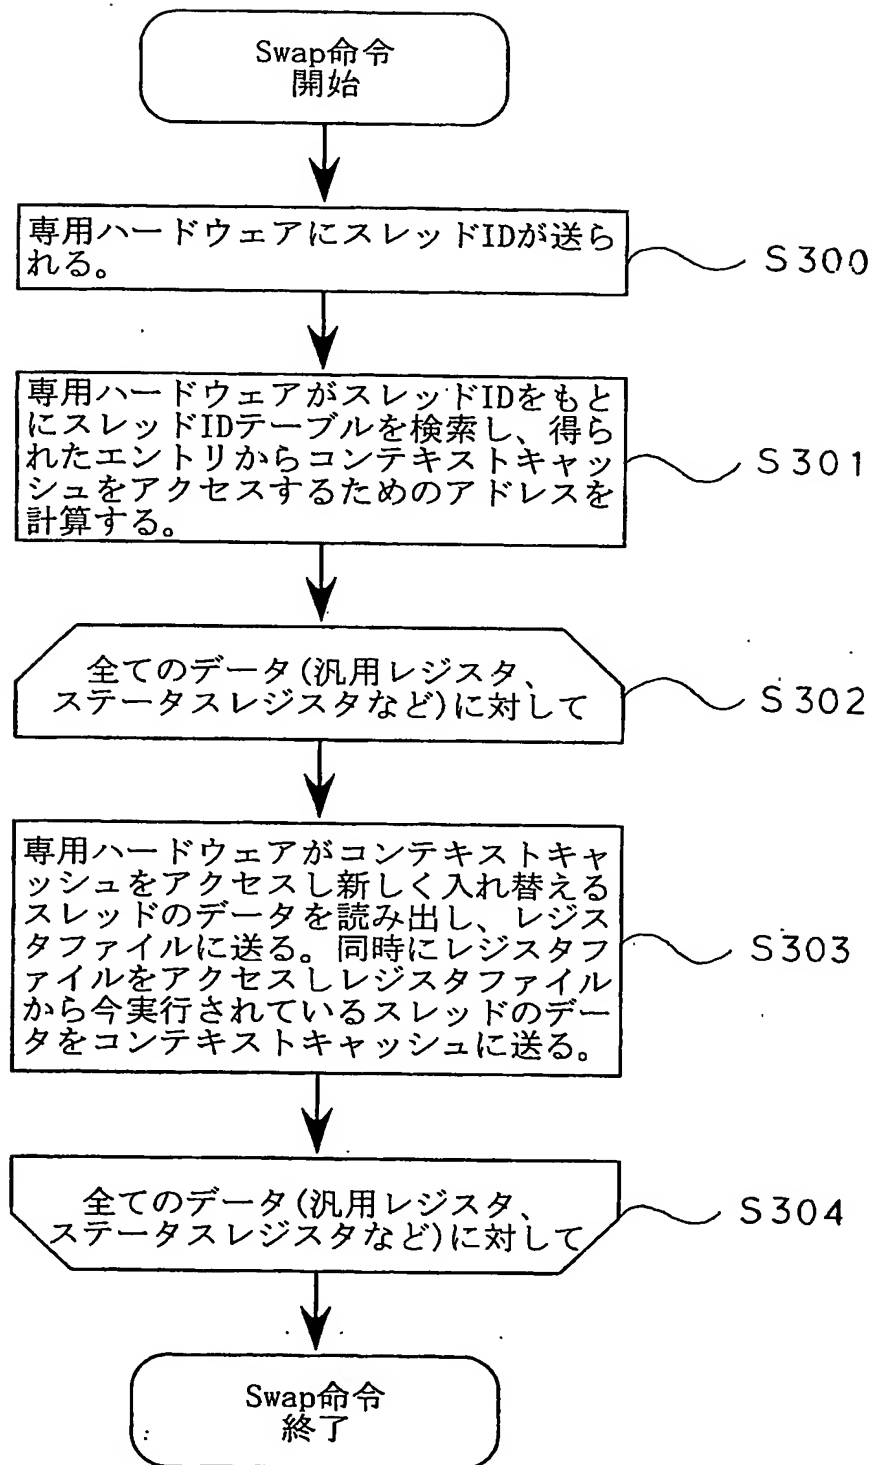 Swap命令
開始
専用ハードウェアにスレッドIDが送ら
れる。
S300
専用ハードウェアがスレッドIDをもと
にスレッドIDテーブルを検索し、得ら
れたエントリからコンテキストキャッ
シュをアクセスするためのアドレスを
計算する。
S301
全てのデータ(汎用レジスタ、
ステータスレジスタなど)に対して
S302
専用ハードウェアがコンテキストキャ
ッシュをアクセスし新しく入れ替える
スレッドのデータを読み出し、レジス
タファイルに送る。同時にレジスタフ
ァイルをアクセスしレジスタファイル
から今実行されているスレッドのデー
タをコンテキストキャッシュに送る。
S303
全てのデータ(汎用レジスタ、
ステータスレジスタなど)に対して
S304
Swap命令
終了